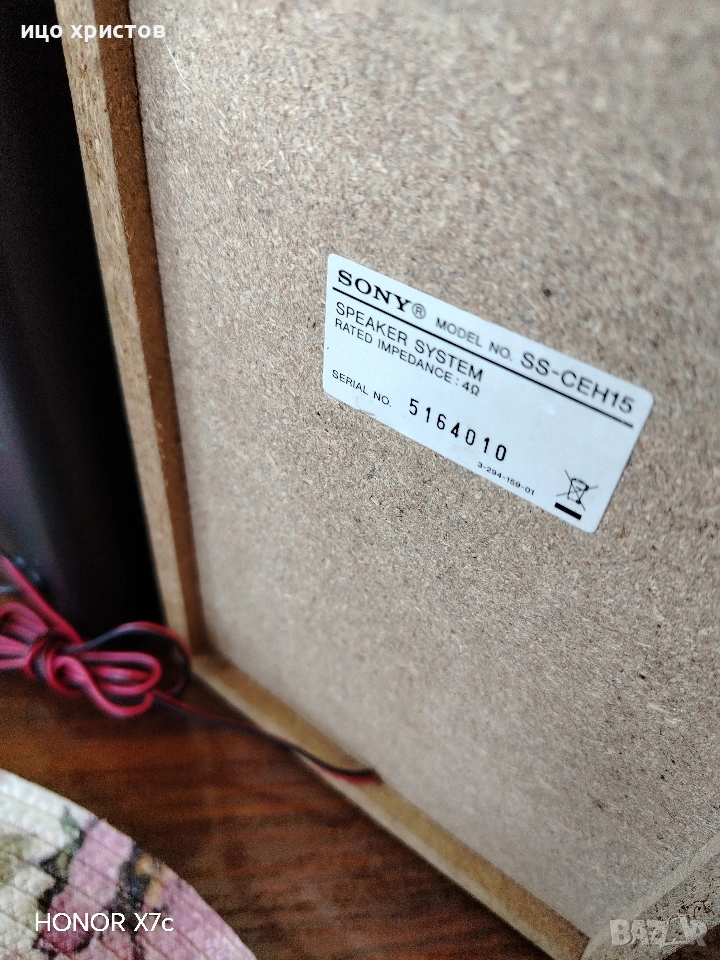 ицо христов
SONY®
MODEL NO. SS-CEH15
SPEAKER SYSTEM
RATED IMPEDANCE : 4Ω
SERIAL NO. 5164010
3-294-159-01
HONOR X7c
BAZAR